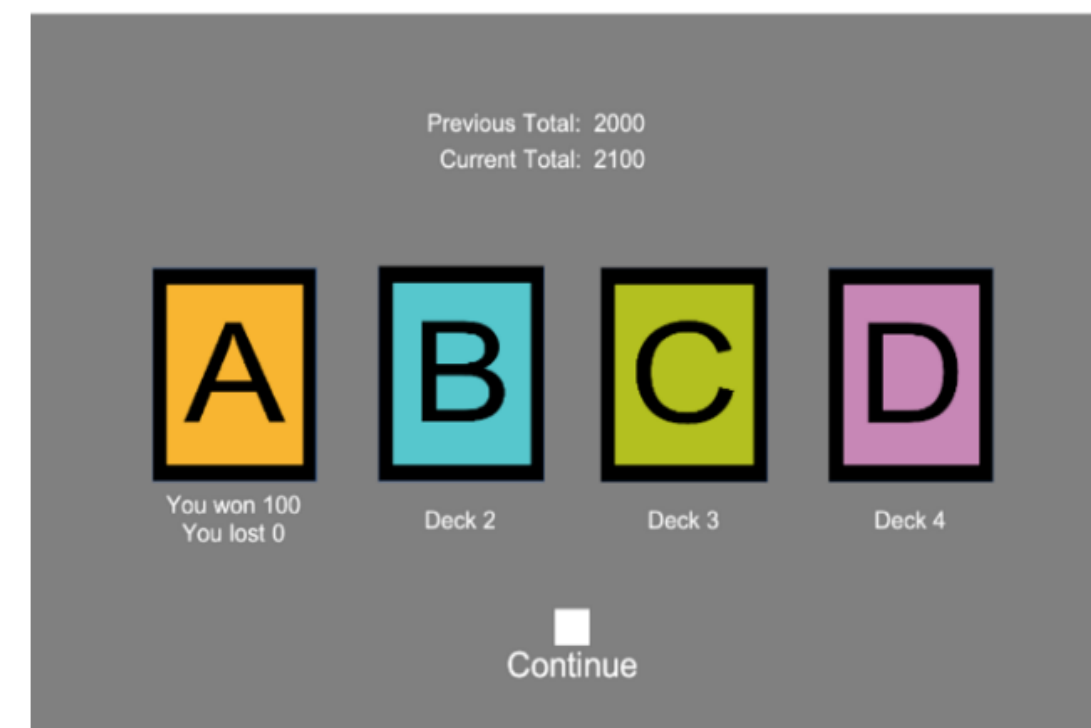 Previous Total: 2000
Current Total: 2100
A
B
C
D
You won 100
You lost 0
Deck 2
Deck 3
Deck 4
Continue